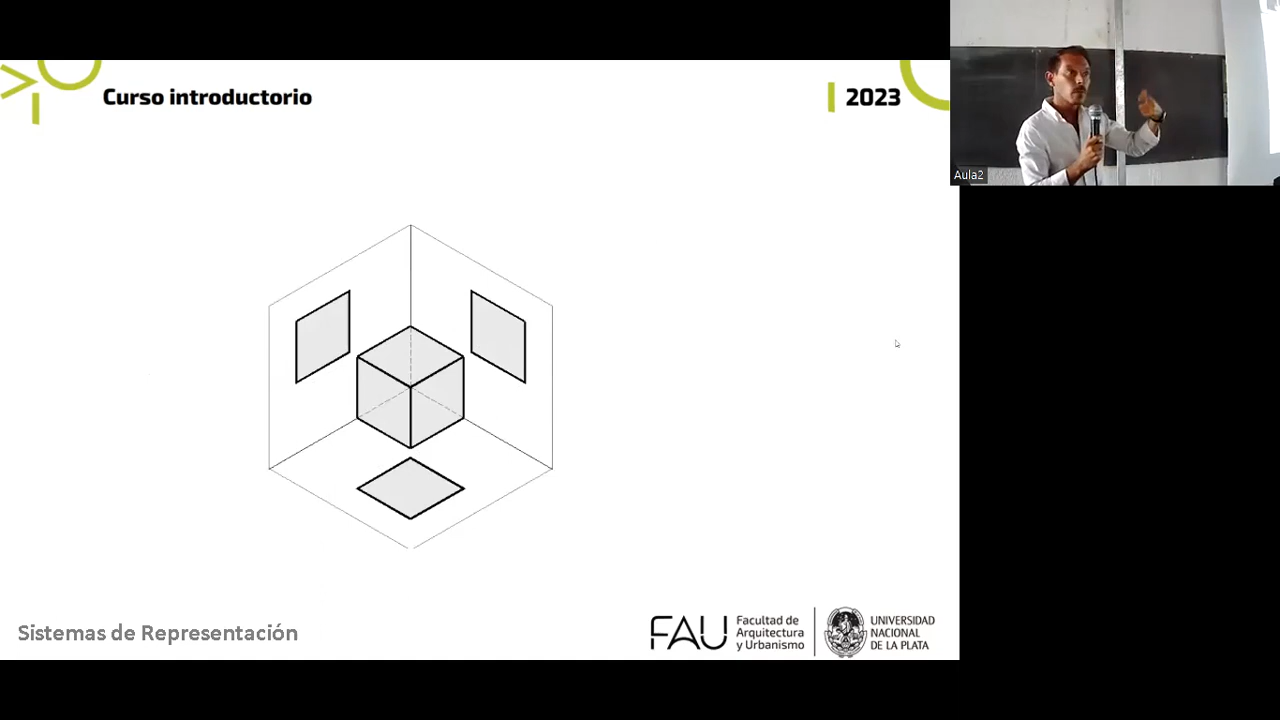 Curso introductorio
2023
Aula2
Sistemas de Representación
FAU
Facultad de
Arquitectura
y Urbanismo
UNIVERSIDAD
NACIONAL
DE LA PLATA